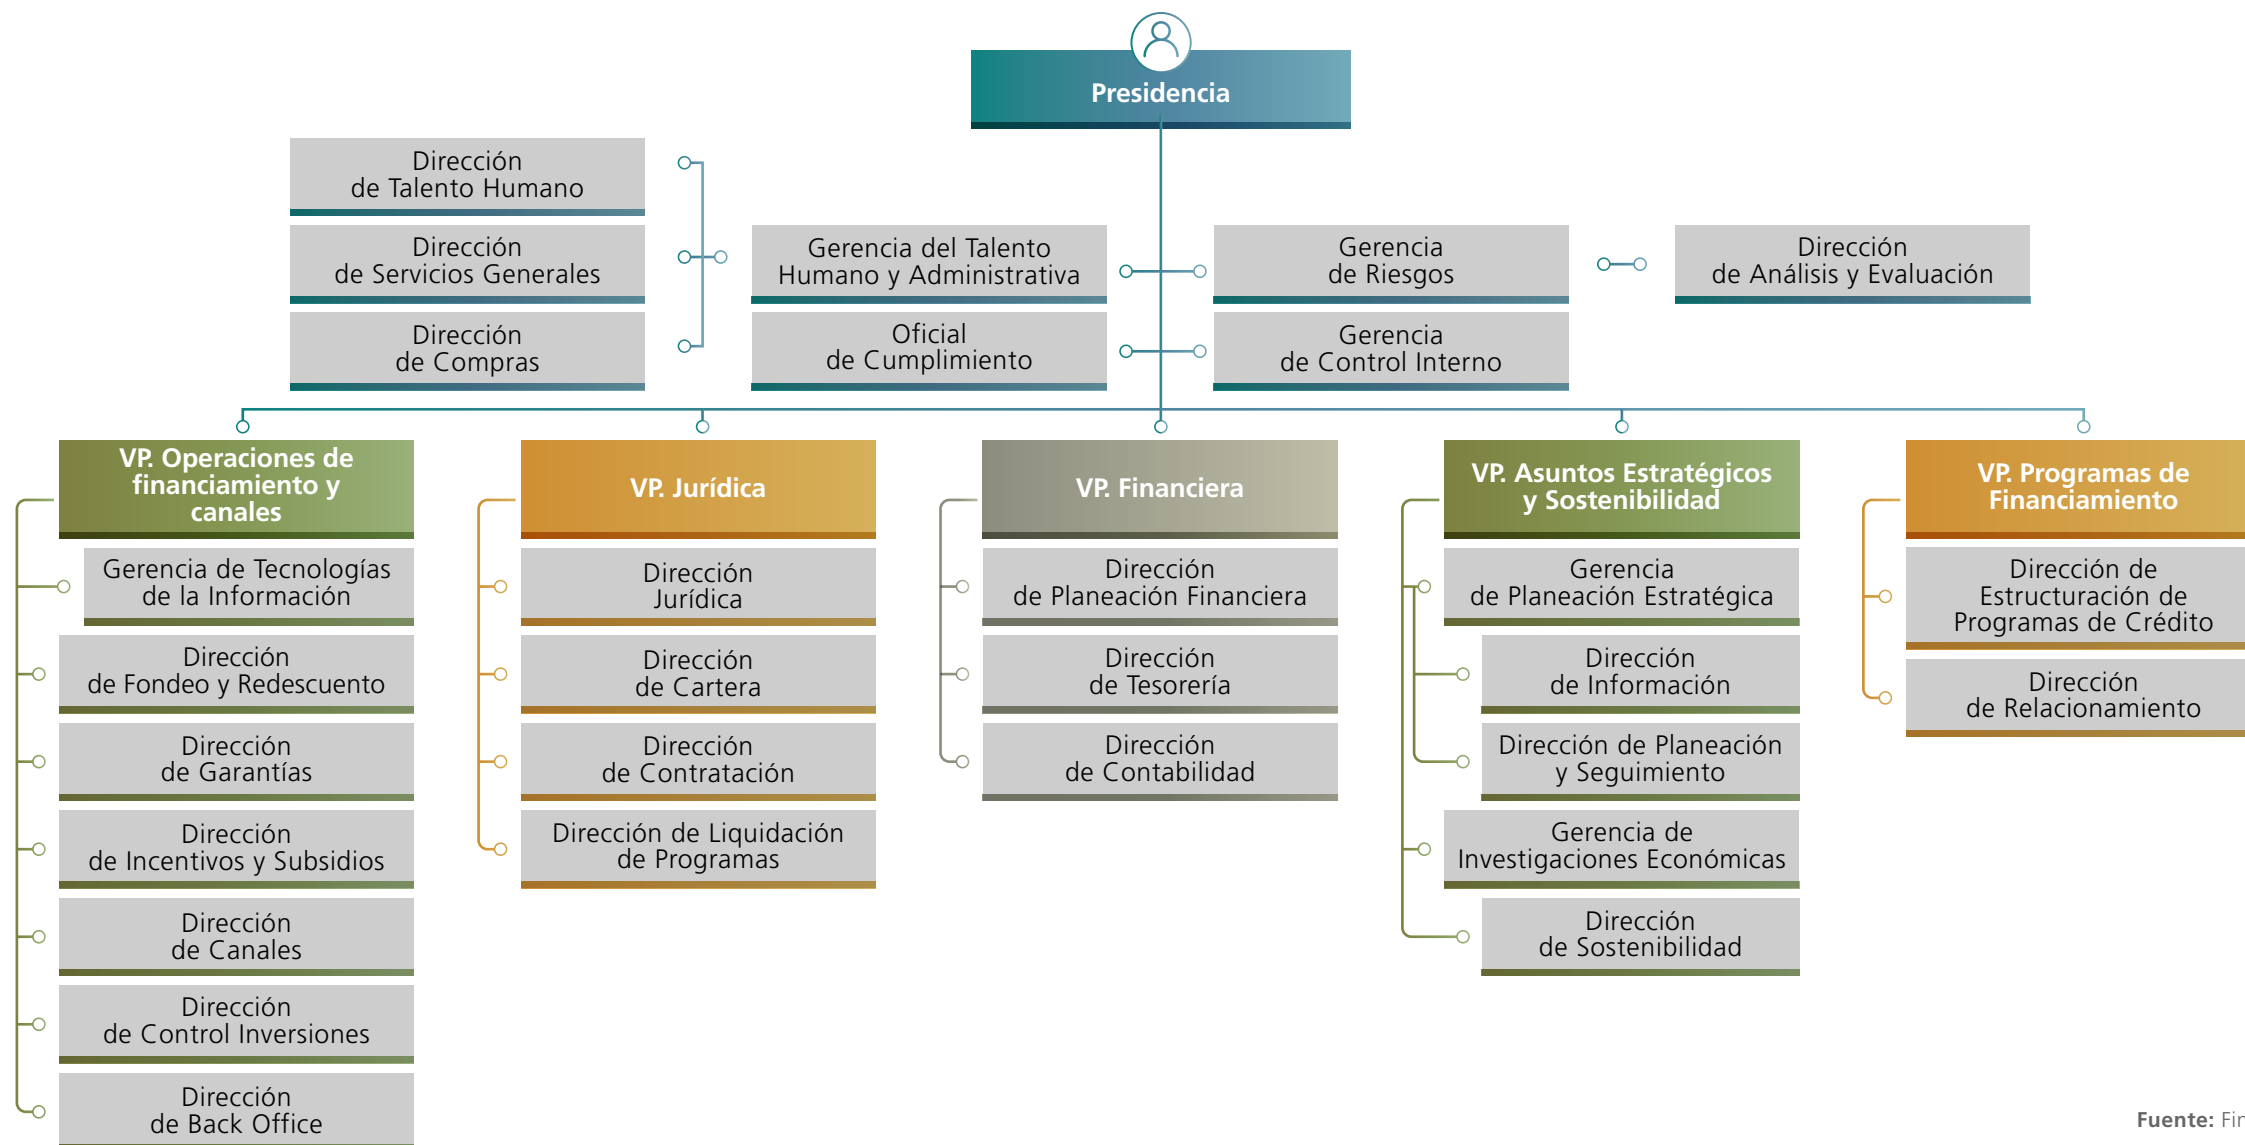 Presidencia
Dirección
de Talento Humano
Dirección
de Servicios Generales
Dirección
de Compras
Gerencia del Talento
Humano y Administrativa
Oficial
de Cumplimiento
Gerencia
de Riesgos
Gerencia
de Control Interno
Dirección
de Análisis y Evaluación
VP. Operaciones de
financiamiento y
canales
Gerencia de Tecnologías
de la Información
Dirección
de Fondeo y Redescuento
Dirección
de Garantías
Dirección
de Incentivos y Subsidios
Dirección
de Canales
Dirección
de Control Inversiones
Dirección
de Back Office
VP. Jurídica
Dirección
Jurídica
Dirección
de Cartera
Dirección
de Contratación
Dirección de Liquidación
de Programas
VP. Financiera
Dirección
de Planeación Financiera
Dirección
de Tesorería
Dirección
de Contabilidad
VP. Asuntos Estratégicos
y Sostenibilidad
Gerencia
de Planeación Estratégica
Dirección
de Información
Dirección de Planeación
y Seguimiento
Gerencia de
Investigaciones Económicas
Dirección
de Sostenibilidad
VP. Programas de
Financiamiento
Dirección de
Estructuración de
Programas de Crédito
Dirección
de Relacionamiento
Fuente: